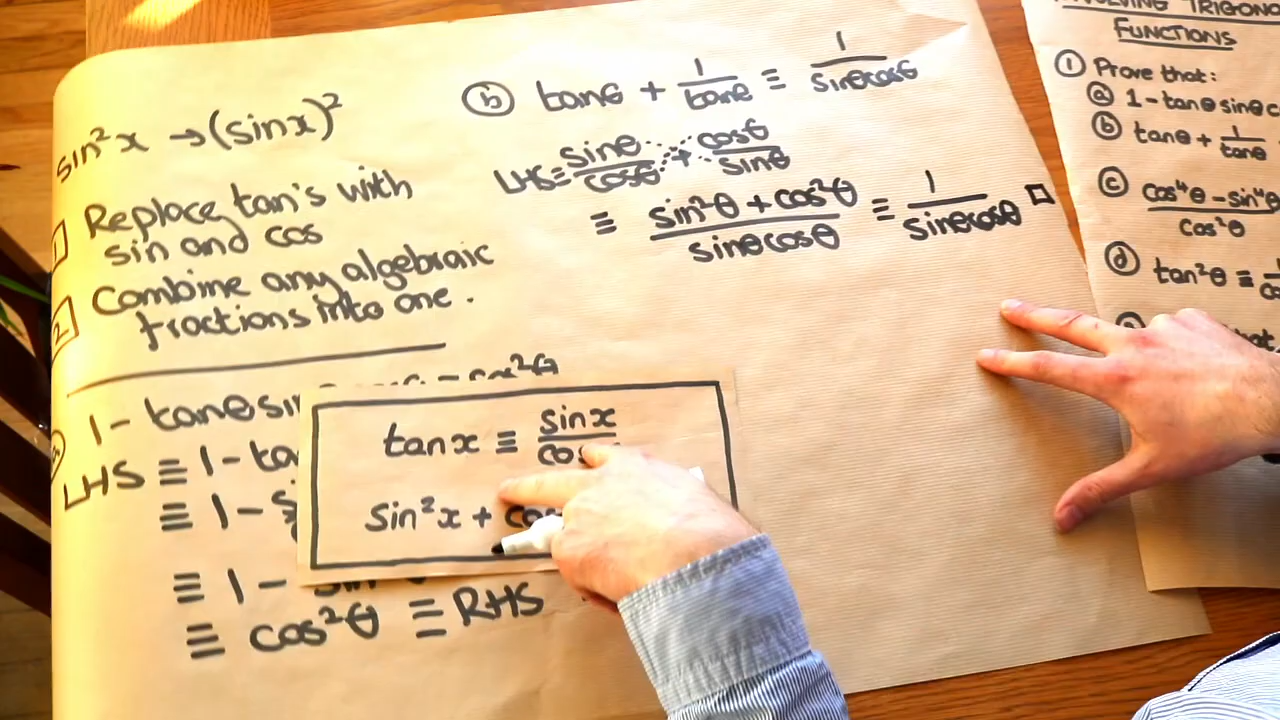 sin²x → (sinx)²
1 Replace tan's with
sin and cos
2 Combine any algebraic
fractions into one.
1 - tanθ
LHS ≡ 1 -
≡ 1 -
≡ 1 -
≡ cos²θ ≡ RHS
tanx ≡ sinx/
sin²x +
ⓑ tanθ + 1/tanθ ≡ 1/sinθcosθ
LHS ≡ sinθ/cosθ + cosθ/sinθ
≡ sin²θ + cos²θ/sinθcosθ ≡ 1/sinθcosθ □
FUNCTIONS
① Prove that:
ⓐ 1 - tanθ sinθ
ⓑ tanθ + 1/tanθ
ⓒ cos⁴θ - sin⁴θ/cos²θ
ⓓ tan²θ ≡